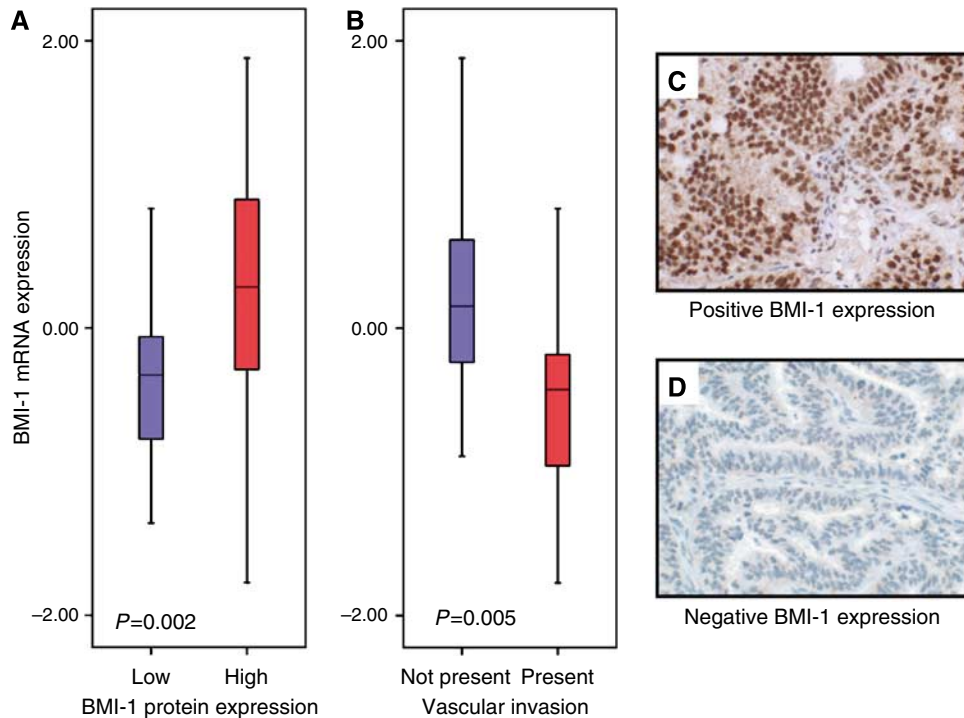 A
B
2.00
0.00
−2.00
BMI-1 mRNA expression
P=0.002
Low High
BMI-1 protein expression
2.00
0.00
−2.00
P=0.005
Not present Present
Vascular invasion
C
Positive BMI-1 expression
D
Negative BMI-1 expression